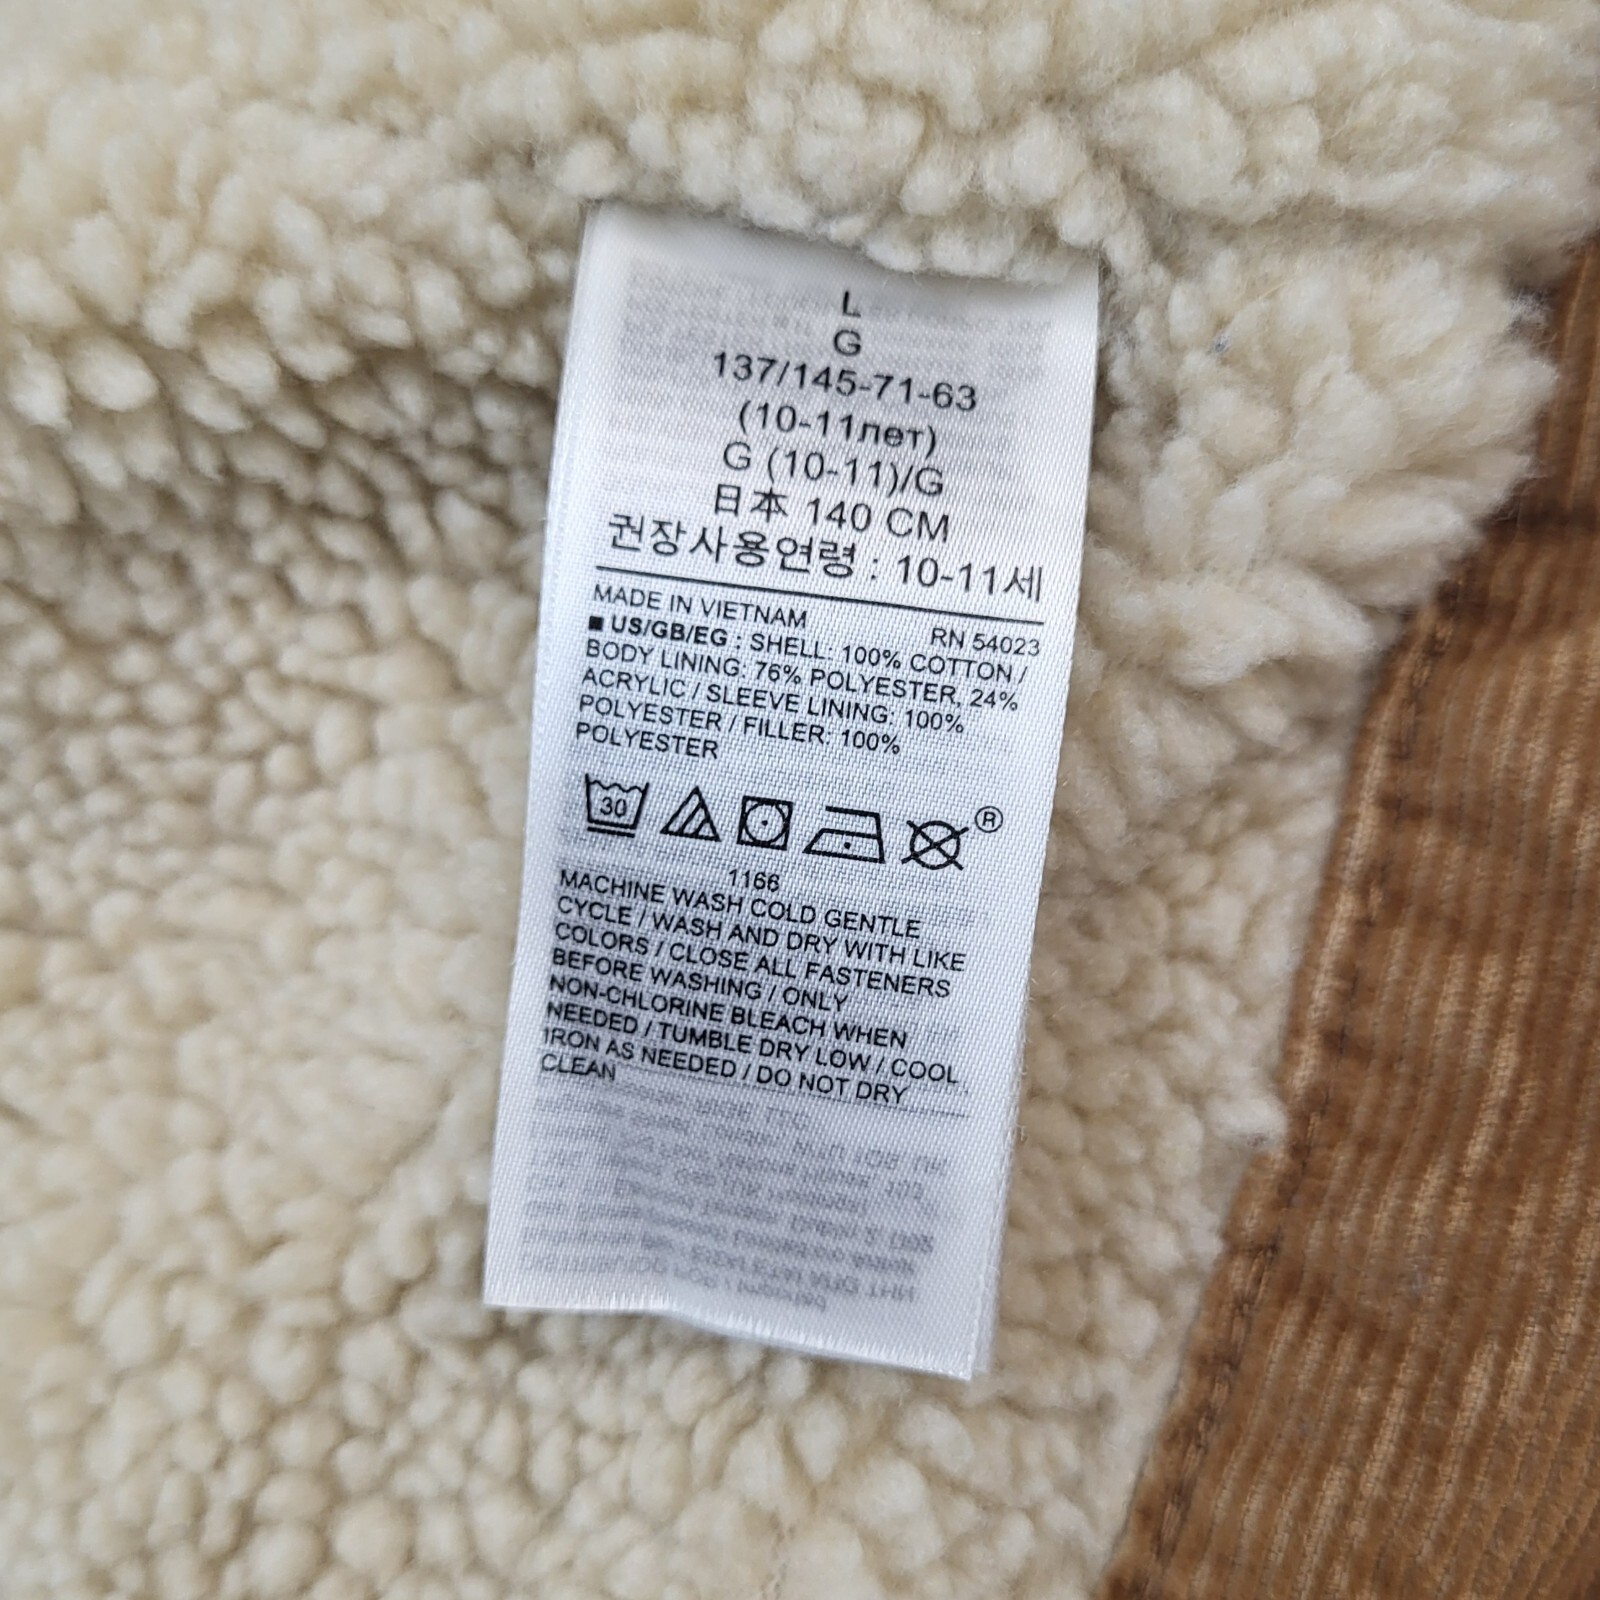 L
G
137/145-71-63
(10-11лет)
G (10-11)/G
日本 140 CM
권장사용연령 : 10-11세
MADE IN VIETNAM RN 54023
■ US/GB/EG : SHELL: 100% COTTON /
BODY LINING: 76% POLYESTER, 24%
ACRYLIC / SLEEVE LINING: 100%
POLYESTER / FILLER: 100%
POLYESTER
30
®
1166
MACHINE WASH COLD GENTLE
CYCLE / WASH AND DRY WITH LIKE
COLORS / CLOSE ALL FASTENERS
BEFORE WASHING / ONLY
NON-CHLORINE BLEACH WHEN
NEEDED / TUMBLE DRY LOW / COOL
IRON AS NEEDED / DO NOT DRY
CLEAN